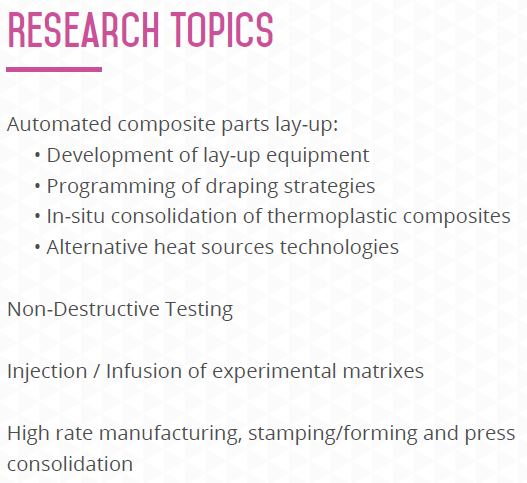 RESEARCH TOPICS
Automated composite parts lay-up:
• Development of lay-up equipment
• Programming of draping strategies
• In-situ consolidation of thermoplastic composites
• Alternative heat sources technologies
Non-Destructive Testing
Injection / Infusion of experimental matrixes
High rate manufacturing, stamping/forming and press
consolidation